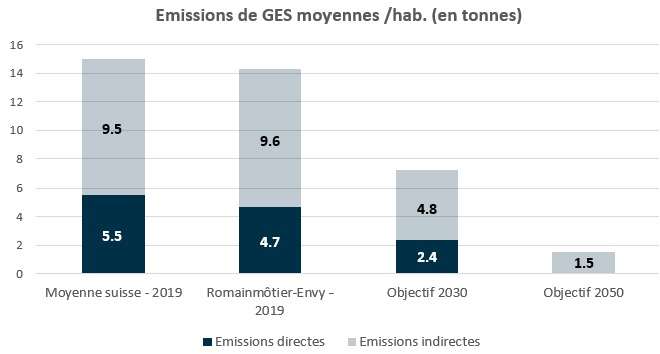 Emissions de GES moyennes /hab. (en tonnes)
16
14
12
10
8
6
4
2
0
9.5
5.5
9.6
4.7
4.8
2.4
1.5
Moyenne suisse - 2019
Romainmôtier-Envy –
2019
Objectif 2030
Objectif 2050
Emissions directes
Emissions indirectes